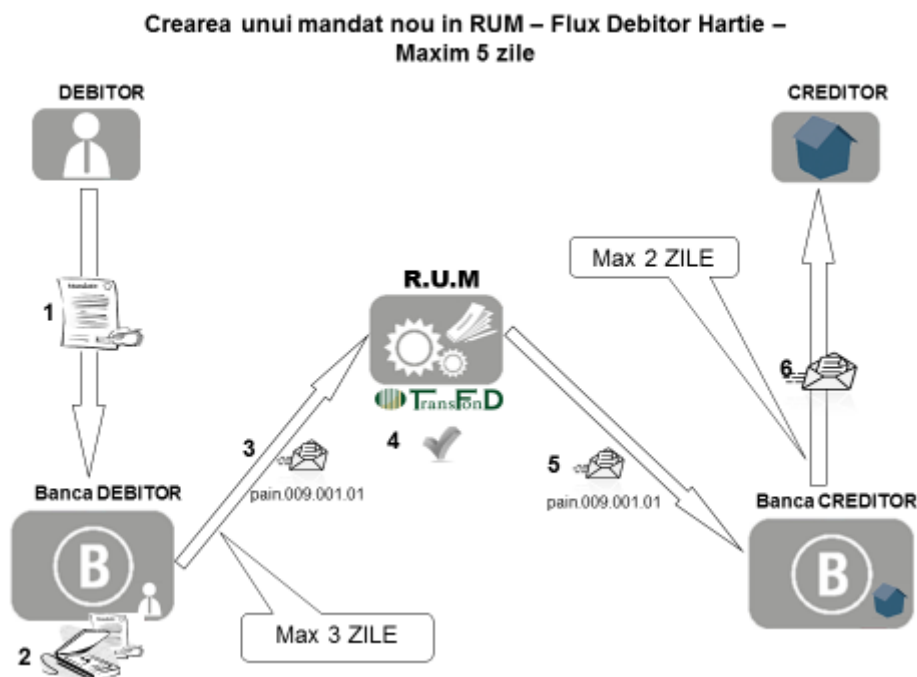 Crearea unui mandat nou in RUM – Flux Debitor Hartie –
Maxim 5 zile
DEBITOR
CREDITOR
Max 2 ZILE
R.U.M
1
TransFonD
6
3
4
5
pain.009.001.01
pain.009.001.01
Banca DEBITOR
Banca CREDITOR
B
B
Max 3 ZILE
2